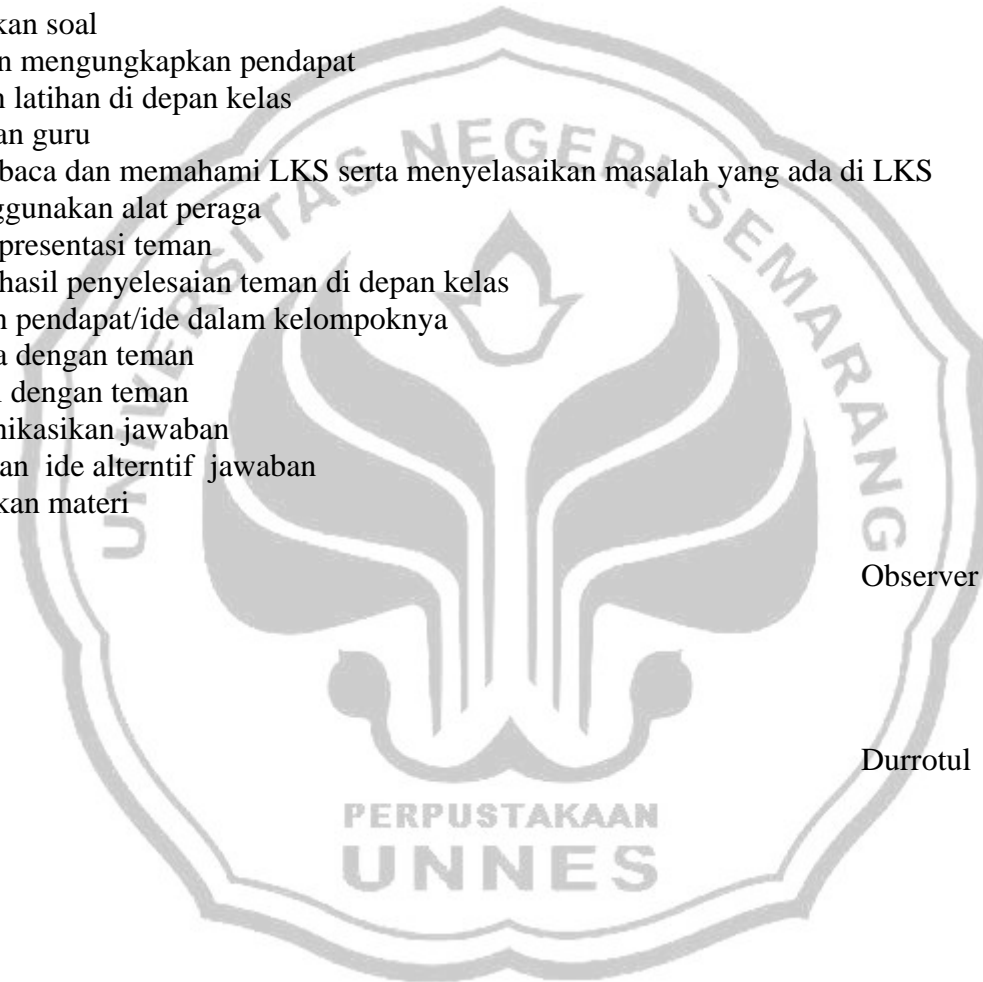 kan soal
n mengungkapkan pendapat
n latihan di depan kelas
an guru
baca dan memahami LKS serta menyelasaikan masalah yang ada di LKS
ggunakan alat peraga
presentasi teman
hasil penyelesaian teman di depan kelas
n pendapat/ide dalam kelompoknya
a dengan teman
i dengan teman
nikasikan jawaban
an ide alterntif jawaban
kan materi
Observer
Durrotul
UNIVERSITAS NEGERI SEMARANG
PERPUSTAKAAN
UNNES